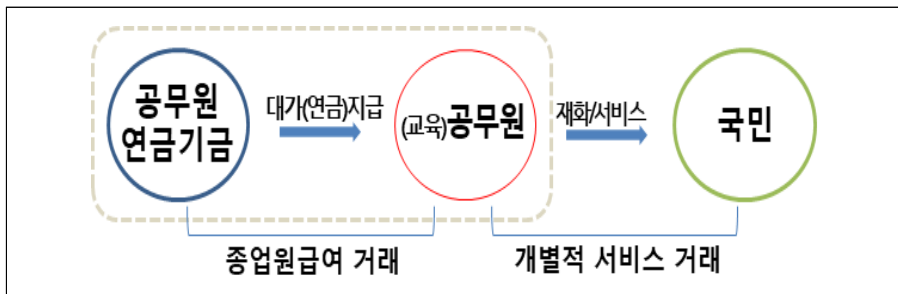 공무원
연금기금
대가(연금)지급
(교육)공무원
재화/서비스
국민
종업원급여 거래
개별적 서비스 거래